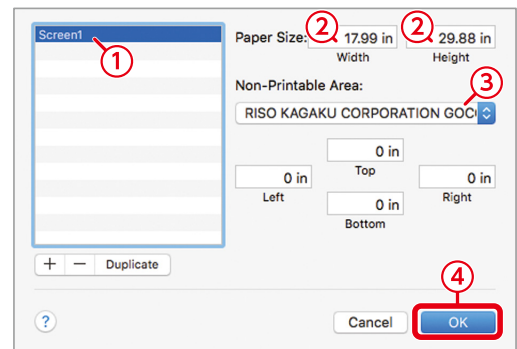 Screen1
Paper Size: 2 17.99 in 2 29.88 in
1 Width Height
Non-Printable Area:
3
RISO KAGAKU CORPORATION GOC
0 in
Top
0 in 0 in
Left Right
0 in
Bottom
+ − Duplicate
4
? Cancel OK